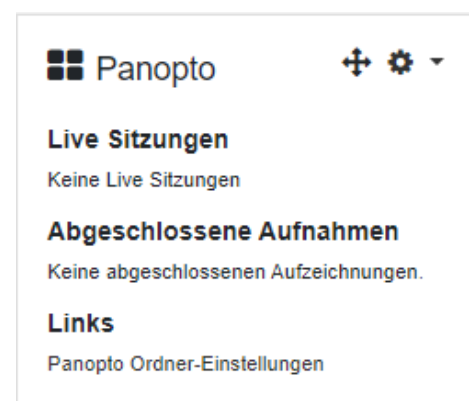 Panopto
Live Sitzungen
Keine Live Sitzungen
Abgeschlossene Aufnahmen
Keine abgeschlossenen Aufzeichnungen.
Links
Panopto Ordner-Einstellungen